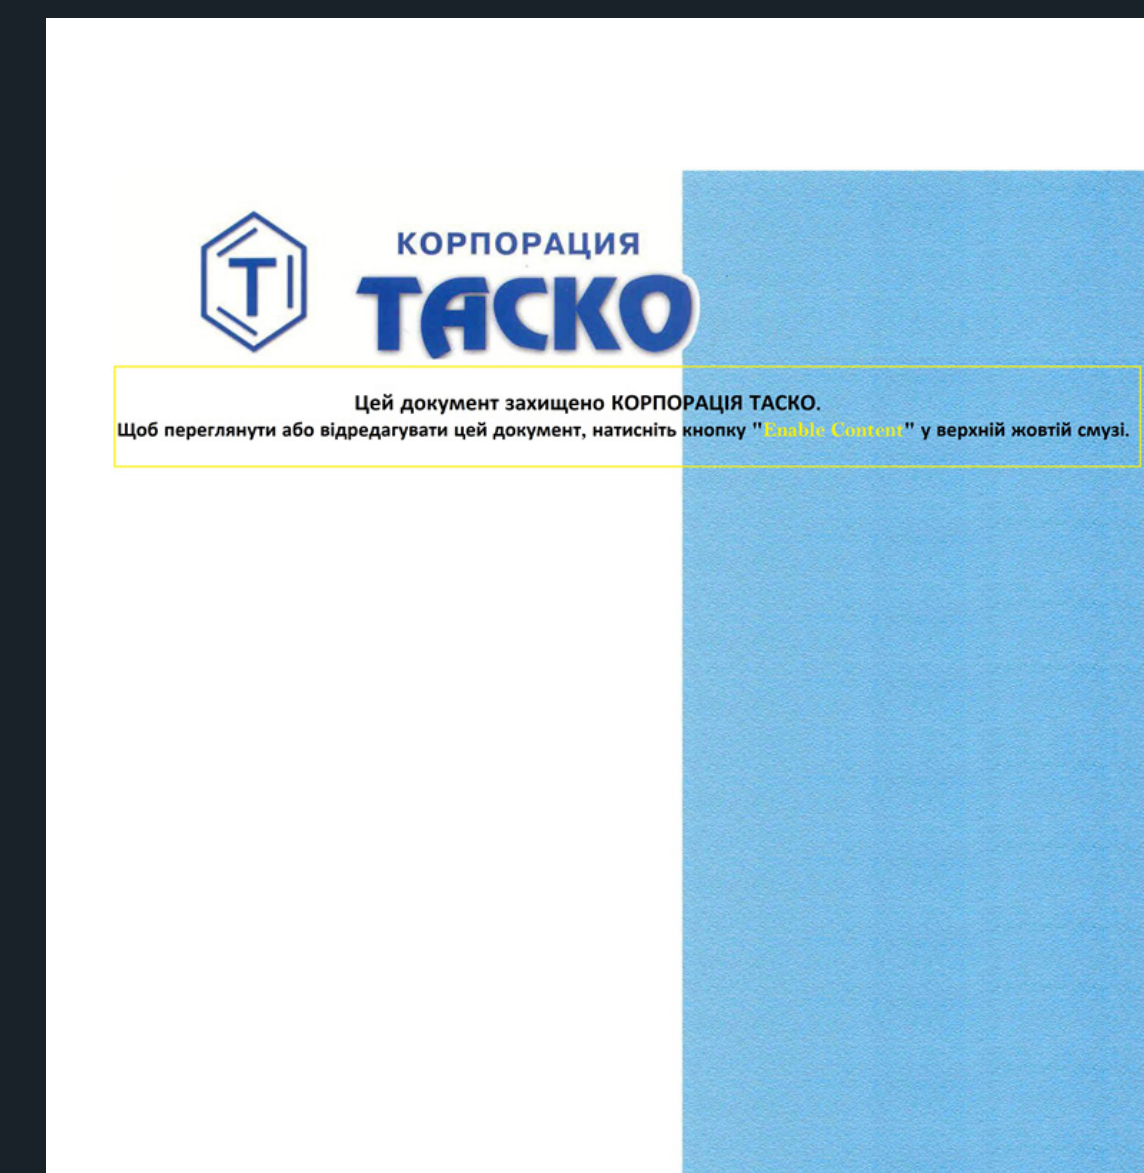 Т
КОРПОРАЦИЯ
ТАСКО
Цей документ захищено КОРПОРАЦІЯ ТАСКО.
Щоб переглянути або відредагувати цей документ, натисніть кнопку "Enable Content" у верхній жовтій смузі.